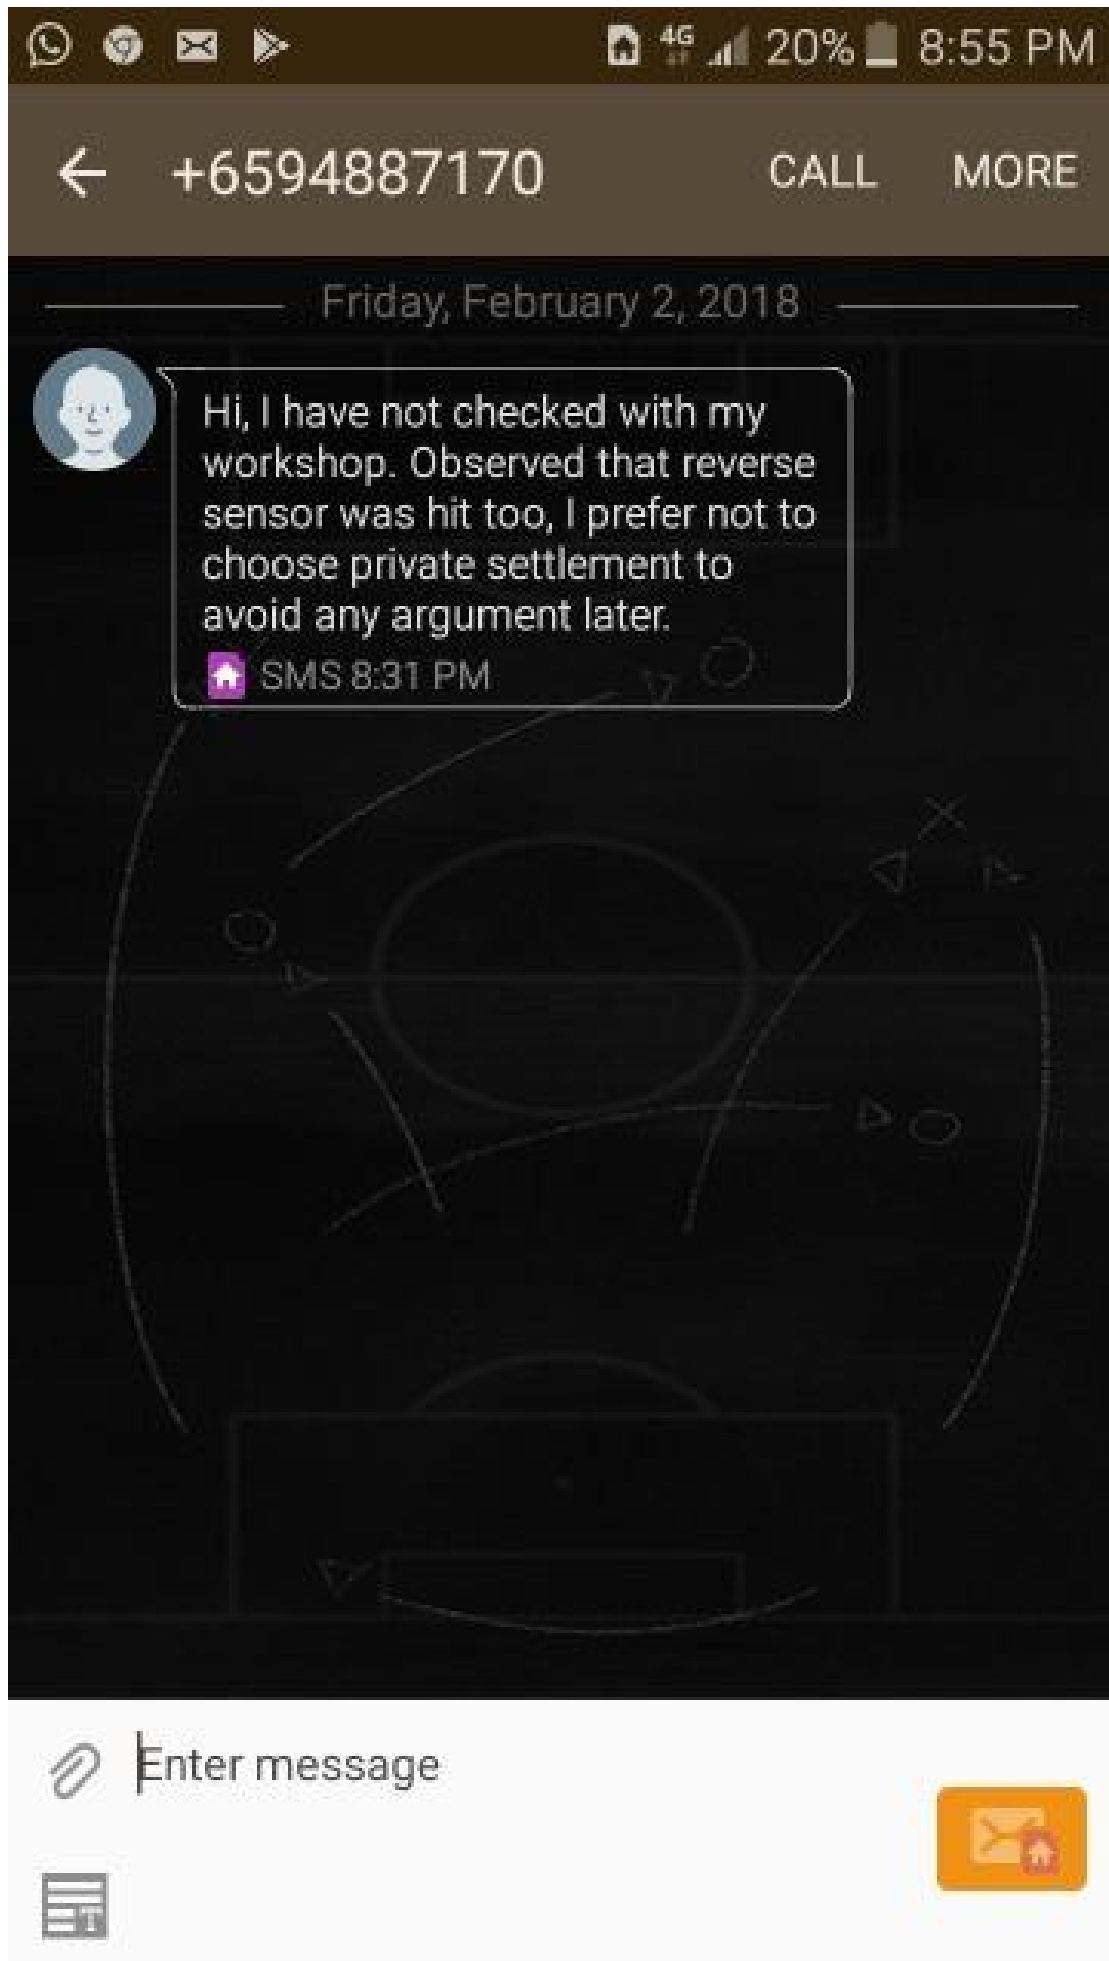 4G 20% 8:55 PM
+6594887170 CALL MORE
Friday, February 2, 2018
Hi, I have not checked with my
workshop. Observed that reverse
sensor was hit too, I prefer not to
choose private settlement to
avoid any argument later.
SMS 8:31 PM
Enter message